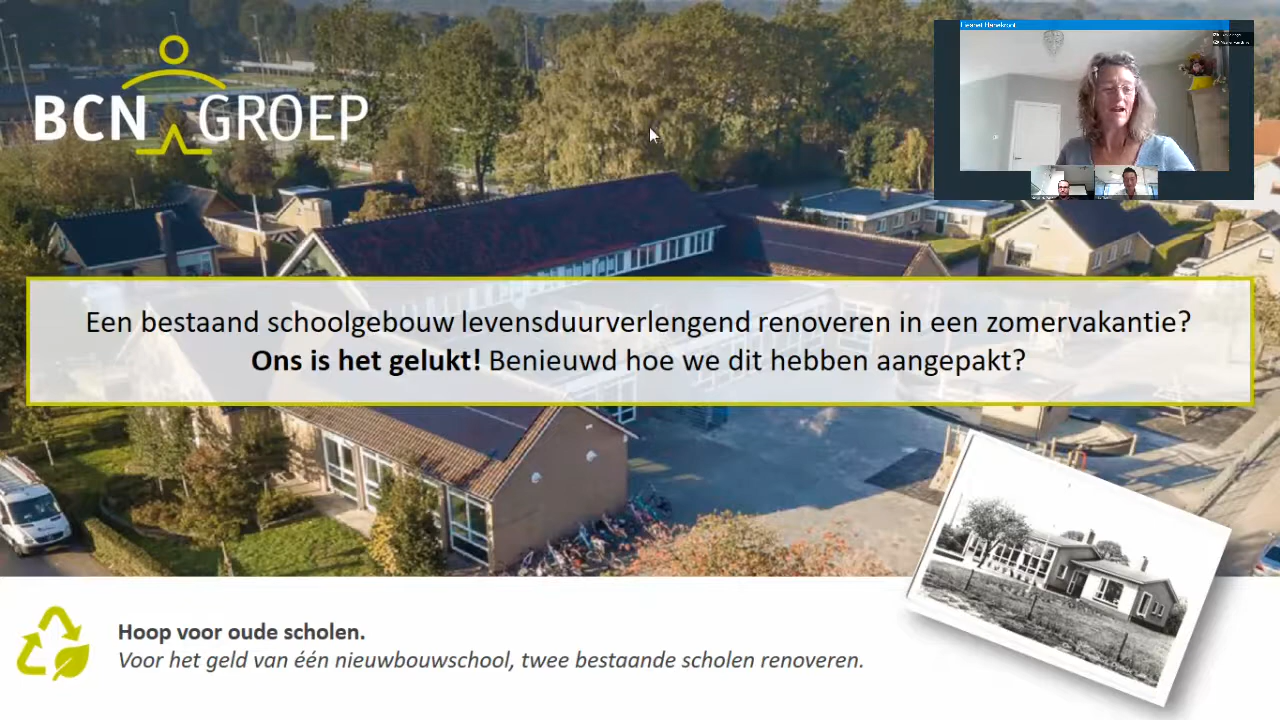 BCN GROEP
Een bestaand schoolgebouw levensduurverlengend renoveren in een zomervakantie?
Ons is het gelukt! Benieuwd hoe we dit hebben aangepakt?
Hoop voor oude scholen.
Voor het geld van één nieuwbouwschool, twee bestaande scholen renoveren.